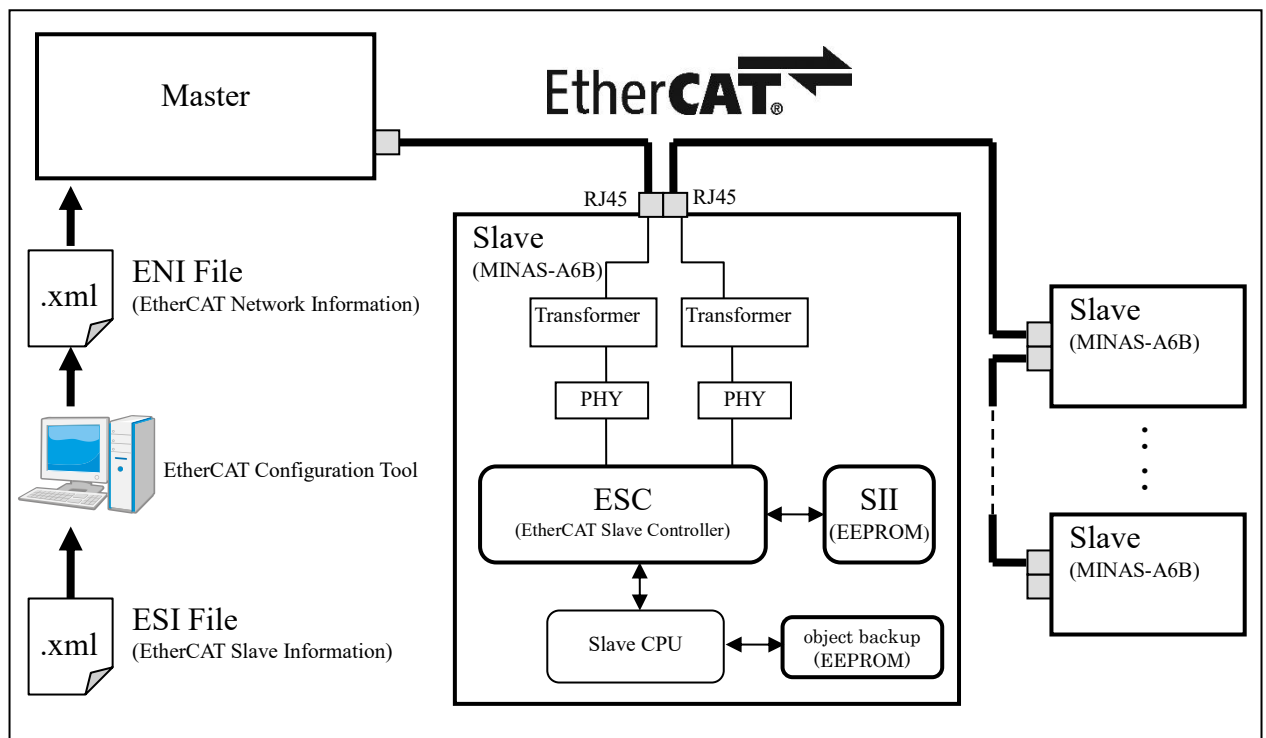 Master
EtherCAT®
RJ45
RJ45
Slave
(MINAS-A6B)
.xml
ENI File
(EtherCAT Network Information)
Transformer
Transformer
PHY
PHY
Slave
(MINAS-A6B)
EtherCAT Configuration Tool
ESC
(EtherCAT Slave Controller)
SII
(EEPROM)
Slave
(MINAS-A6B)
.xml
ESI File
(EtherCAT Slave Information)
Slave CPU
object backup
(EEPROM)